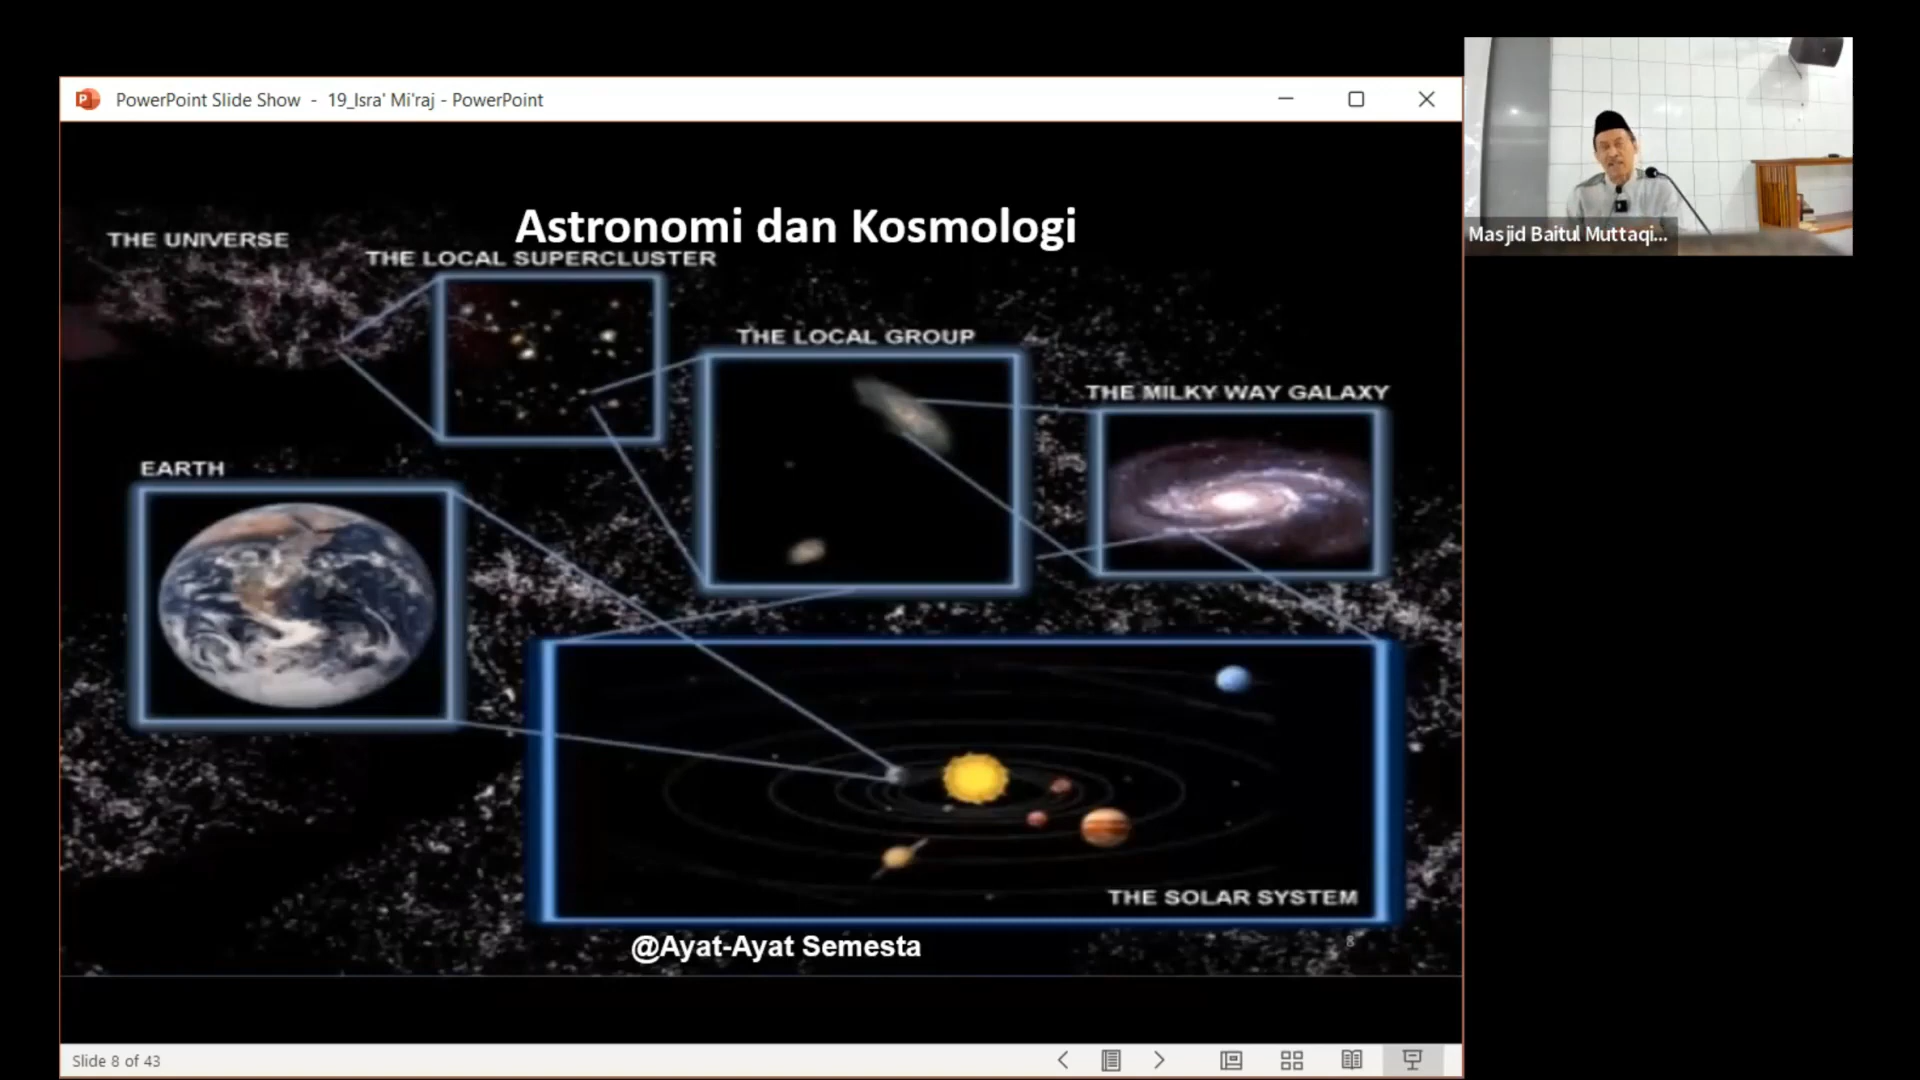 PowerPoint Slide Show - 19_Isra' Mi'raj - PowerPoint
Masjid Baitul Muttaqi...
Astronomi dan Kosmologi
THE UNIVERSE
THE LOCAL SUPERCLUSTER
THE LOCAL GROUP
THE MILKY WAY GALAXY
EARTH
THE SOLAR SYSTEM
@Ayat-Ayat Semesta
8
Slide 8 of 43